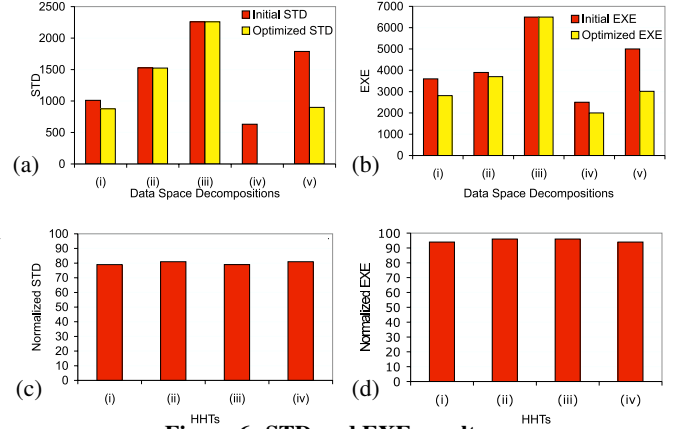 2500
2000
1500
1000
500
0
STD
Initial STD
Optimized STD
(i) (ii) (iii) (iv) (v)
Data Space Decompositions
(a)
7000
6000
5000
4000
3000
2000
1000
0
EXE
Initial EXE
Optimized EXE
(i) (ii) (iii) (iv) (v)
Data Space Decompositions
(b)
100
90
80
70
60
50
40
30
20
10
0
Normalized STD
(i) (ii) (iii) (iv)
HHTs
(c)
100
90
80
70
60
50
40
30
20
10
0
Normalized EXE
(i) (ii) (iii) (iv)
HHTs
(d)